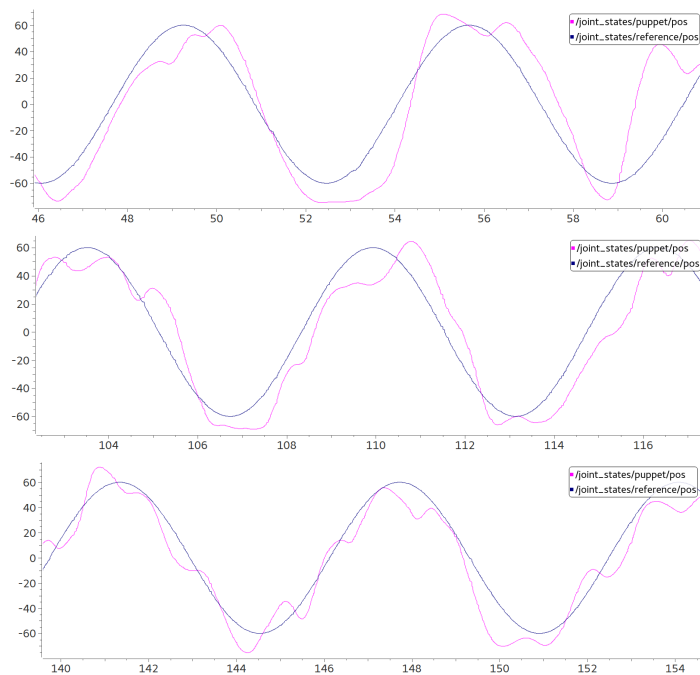 60
40
20
0
-20
-40
-60
46 48 50 52 54 56 58 60
/joint_states/puppet/pos
/joint_states/reference/pos
60
40
20
0
-20
-40
-60
104 106 108 110 112 114 116
/joint_states/puppet/pos
/joint_states/reference/pos
60
40
20
0
-20
-40
-60
140 142 144 146 148 150 152 154
/joint_states/puppet/pos
/joint_states/reference/pos